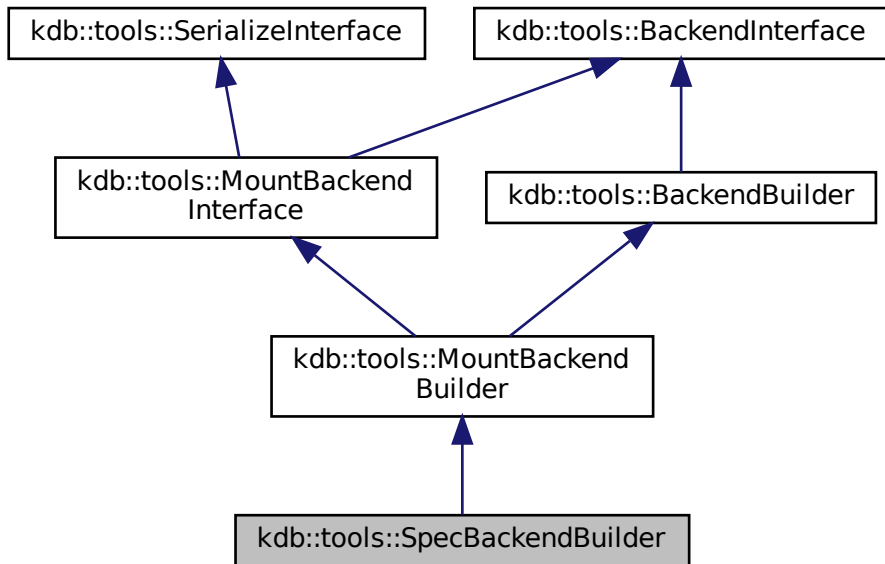 kdb::tools::SerializeInterface
kdb::tools::BackendInterface
kdb::tools::MountBackend
Interface
kdb::tools::BackendBuilder
kdb::tools::MountBackend
Builder
kdb::tools::SpecBackendBuilder